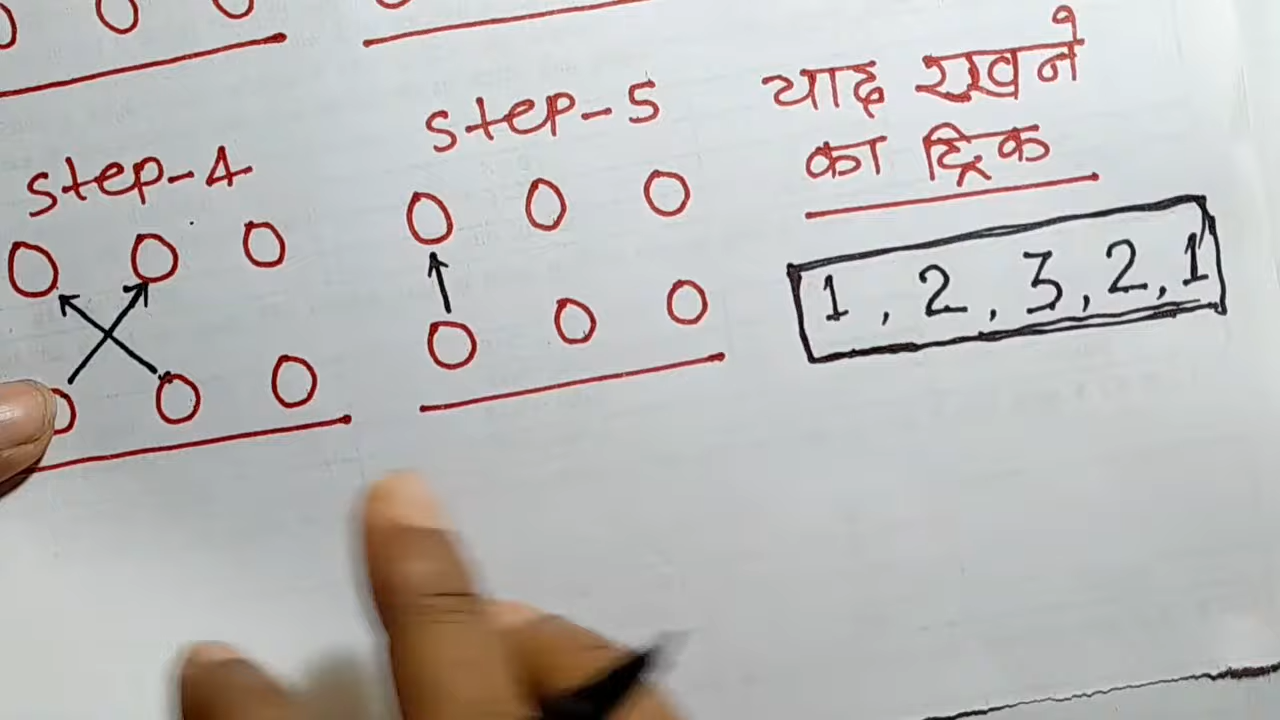 Step-4
Step-5
याद रखने
का ट्रिक
1, 2, 3, 2, 1